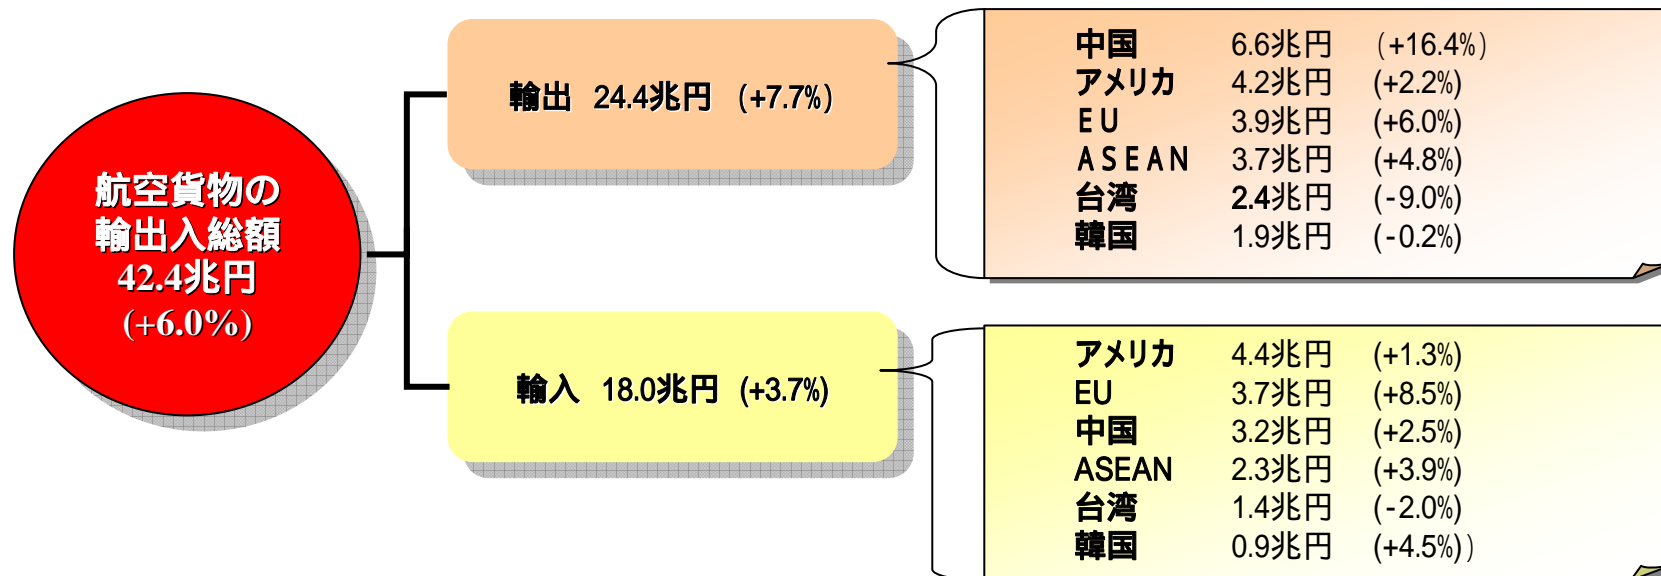 航空貨物の
輸出入総額
42.4兆円
(+6.0%)
輸出 24.4兆円 (+7.7%)
中国 6.6兆円 (+16.4%)
アメリカ 4.2兆円 (+2.2%)
ＥＵ 3.9兆円 (+6.0%)
ＡＳＥＡＮ 3.7兆円 (+4.8%)
台湾 2.4兆円 (-9.0%)
韓国 1.9兆円 (-0.2%)
輸入 18.0兆円 (+3.7%)
アメリカ 4.4兆円 (+1.3%)
EU 3.7兆円 (+8.5%)
中国 3.2兆円 (+2.5%)
ASEAN 2.3兆円 (+3.9%)
台湾 1.4兆円 (-2.0%)
韓国 0.9兆円 (+4.5%))